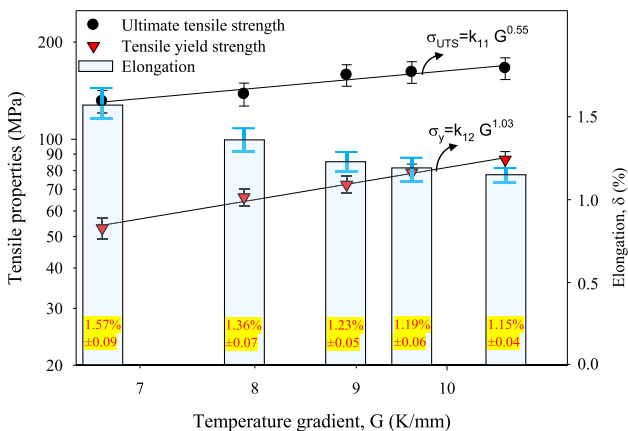 Ultimate tensile strength
Tensile yield strength
Elongation
σUTS=k11 G^0.55
σy=k12 G^1.03
Tensile properties (MPa)
200
100
90
80
70
60
50
40
30
20
1.57%
±0.09
1.36%
±0.07
1.23%
±0.05
1.19%
±0.06
1.15%
±0.04
1.5
1.0
0.5
0.0
Elongation, δ (%)
7 8 9 10
Temperature gradient, G (K/mm)